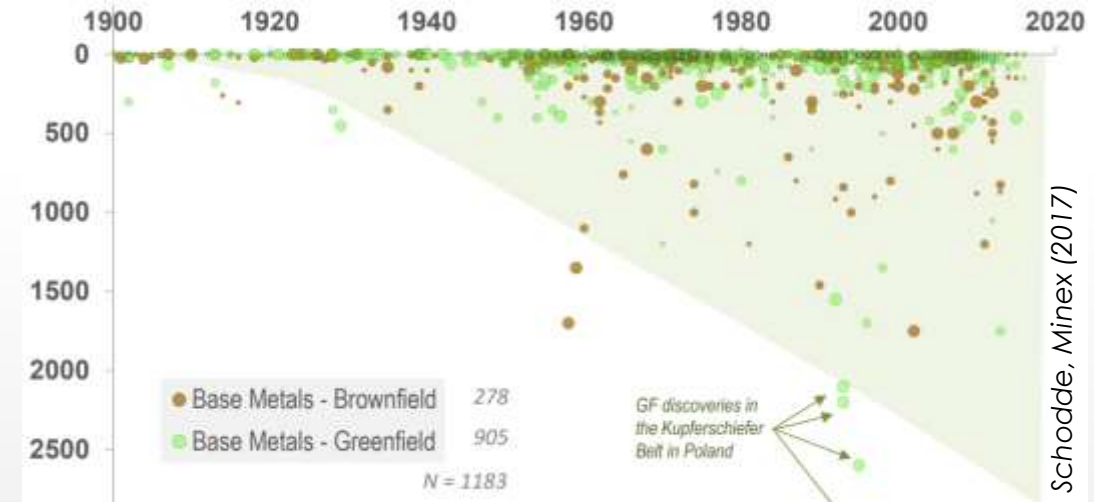 1900 1920 1940 1960 1980 2000 2020
0
500
1000
1500
2000
2500
Base Metals - Brownfield 278
Base Metals - Greenfield 905
N = 1183
GF discoveries in
the Kupferschiefer
Belt in Poland
Schodde, Minex (2017)